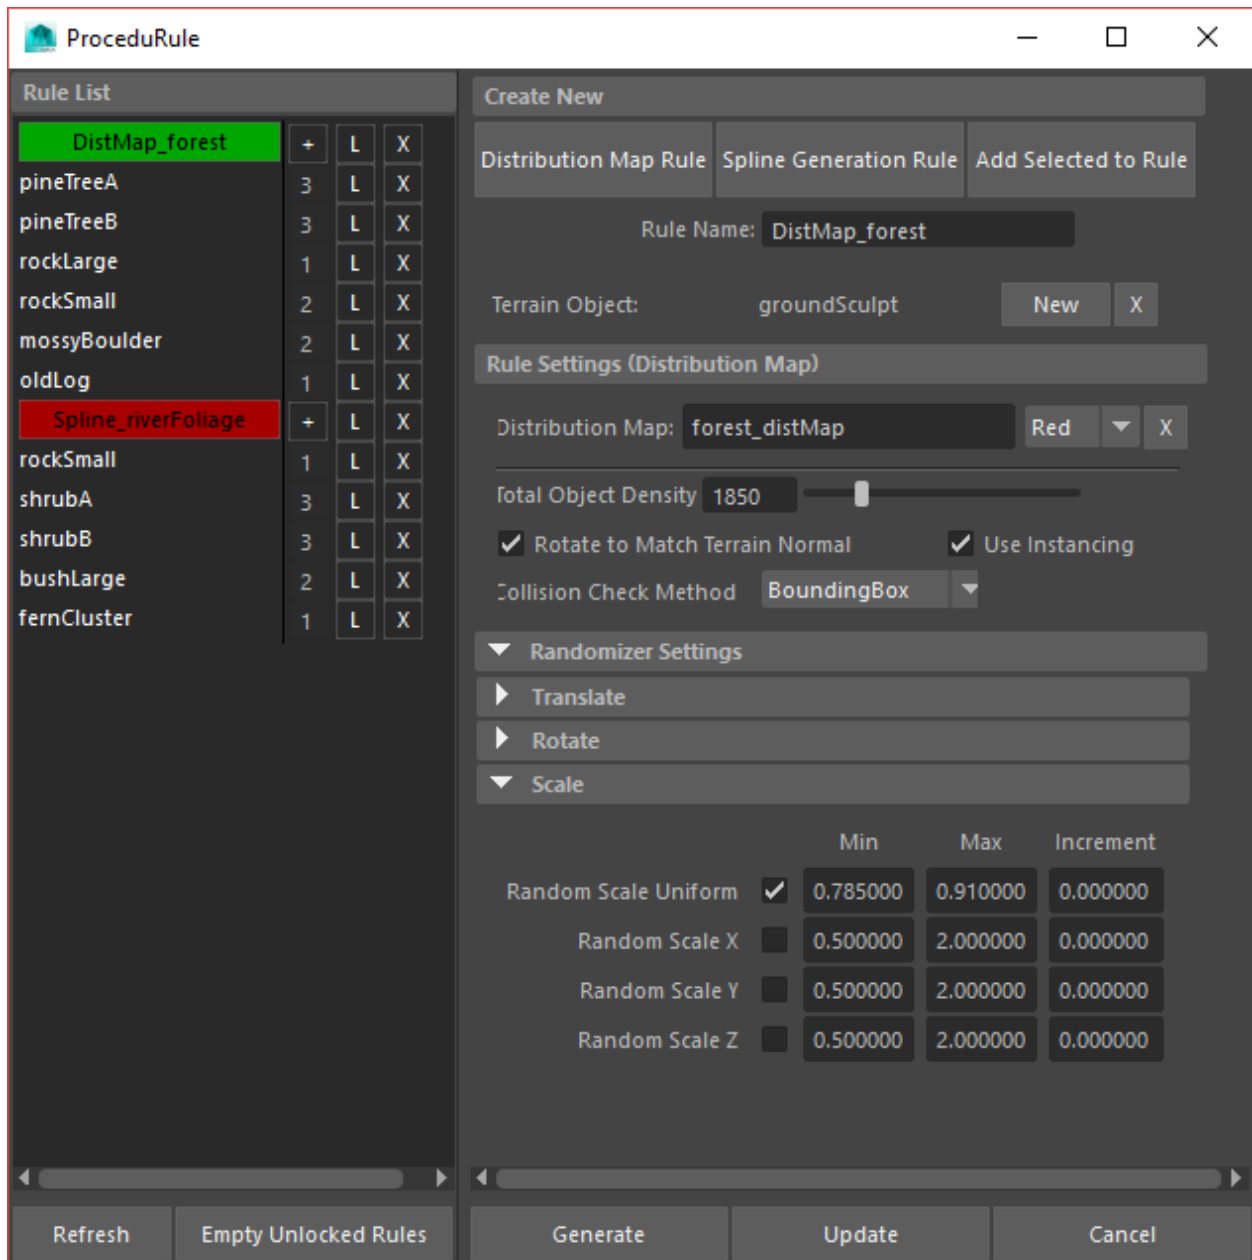 ProceduRule
Rule List
DistMap_forest + L X
pineTreeA 3 L X
pineTreeB 3 L X
rockLarge 1 L X
rockSmall 2 L X
mossyBoulder 2 L X
oldLog 1 L X
Spline_riverFoliage + L X
rockSmall 1 L X
shrubA 3 L X
shrubB 3 L X
bushLarge 2 L X
fernCluster 1 L X
Refresh Empty Unlocked Rules
Create New
Distribution Map Rule Spline Generation Rule Add Selected to Rule
Rule Name: DistMap_forest
Terrain Object: groundSculpt New X
Rule Settings (Distribution Map)
Distribution Map: forest_distMap Red X
Total Object Density 1850
Rotate to Match Terrain Normal Use Instancing
Collision Check Method BoundingBox
Randomizer Settings
Translate
Rotate
Scale
Min Max Increment
Random Scale Uniform 0.785000 0.910000 0.000000
Random Scale X 0.500000 2.000000 0.000000
Random Scale Y 0.500000 2.000000 0.000000
Random Scale Z 0.500000 2.000000 0.000000
Generate Update Cancel